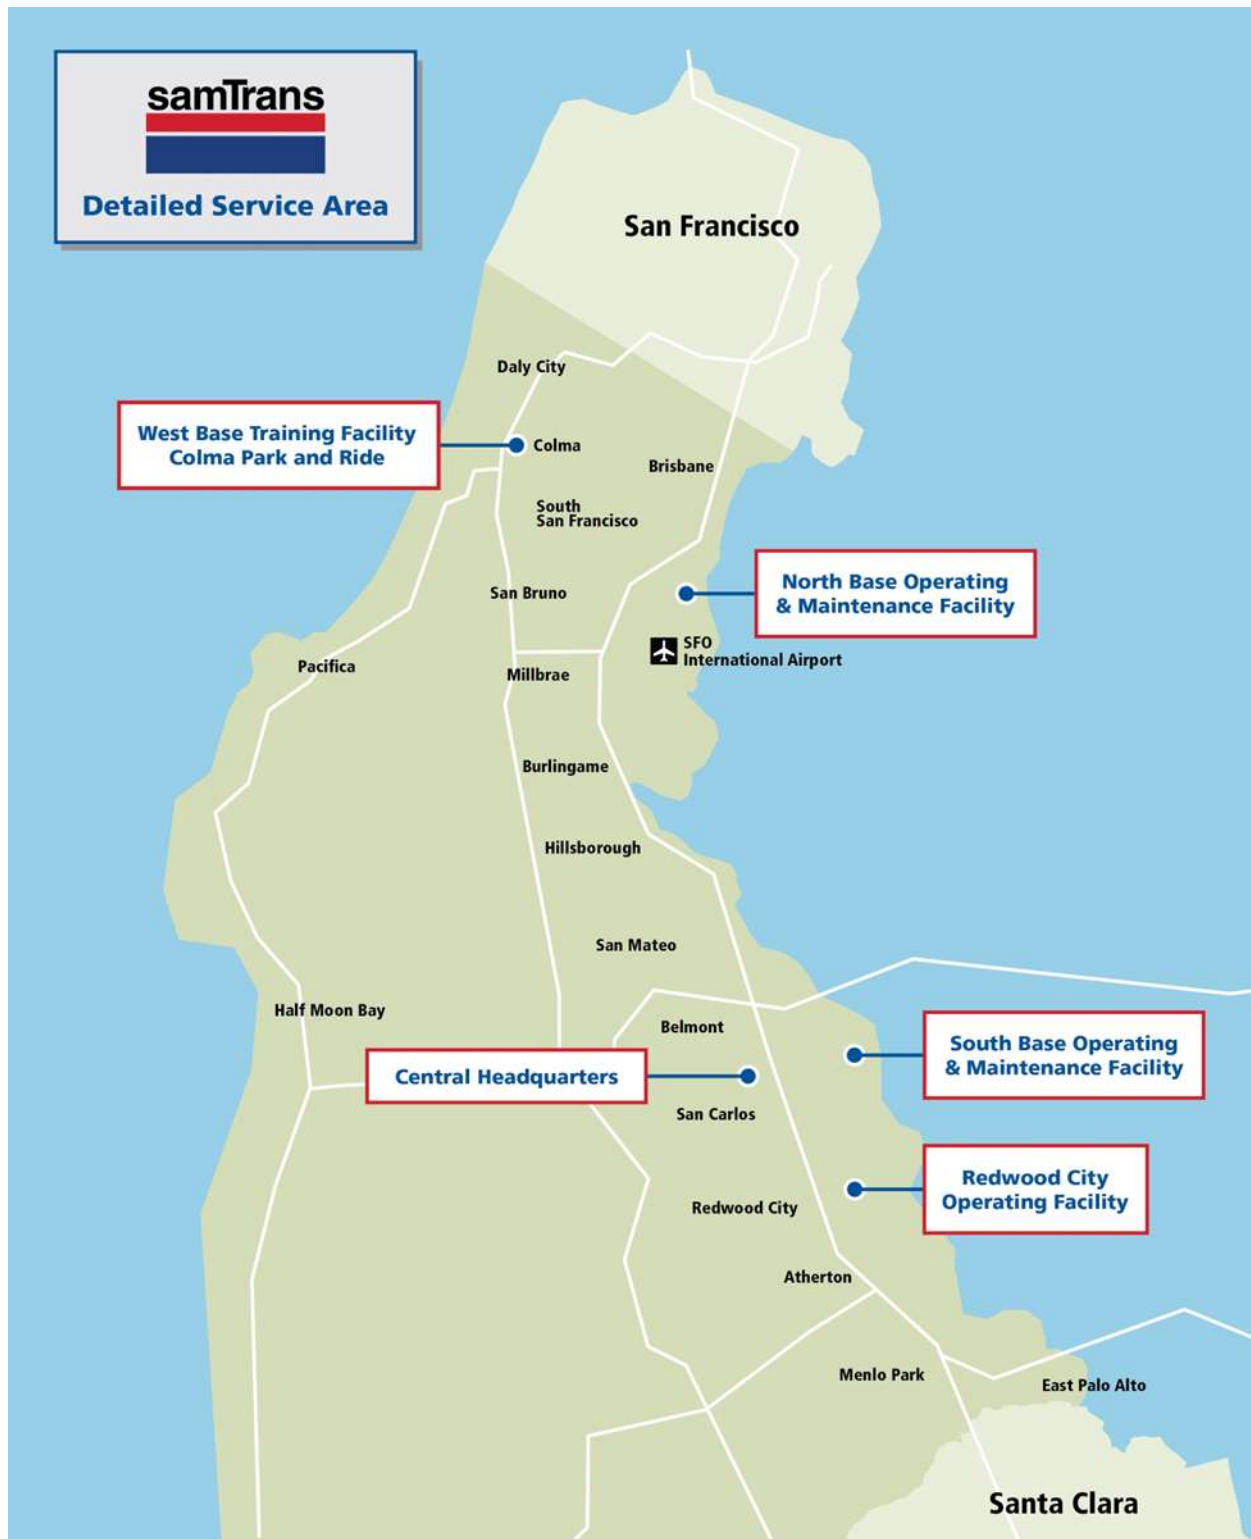 samTrans
Detailed Service Area
San Francisco
Daly City
West Base Training Facility
Colma Park and Ride
Colma
Brisbane
South
San Francisco
North Base Operating
& Maintenance Facility
San Bruno
SFO
International Airport
Pacifica
Millbrae
Burlingame
Hillsborough
San Mateo
Half Moon Bay
Belmont
South Base Operating
& Maintenance Facility
Central Headquarters
San Carlos
Redwood City
Operating Facility
Redwood City
Atherton
Menlo Park
East Palo Alto
Santa Clara